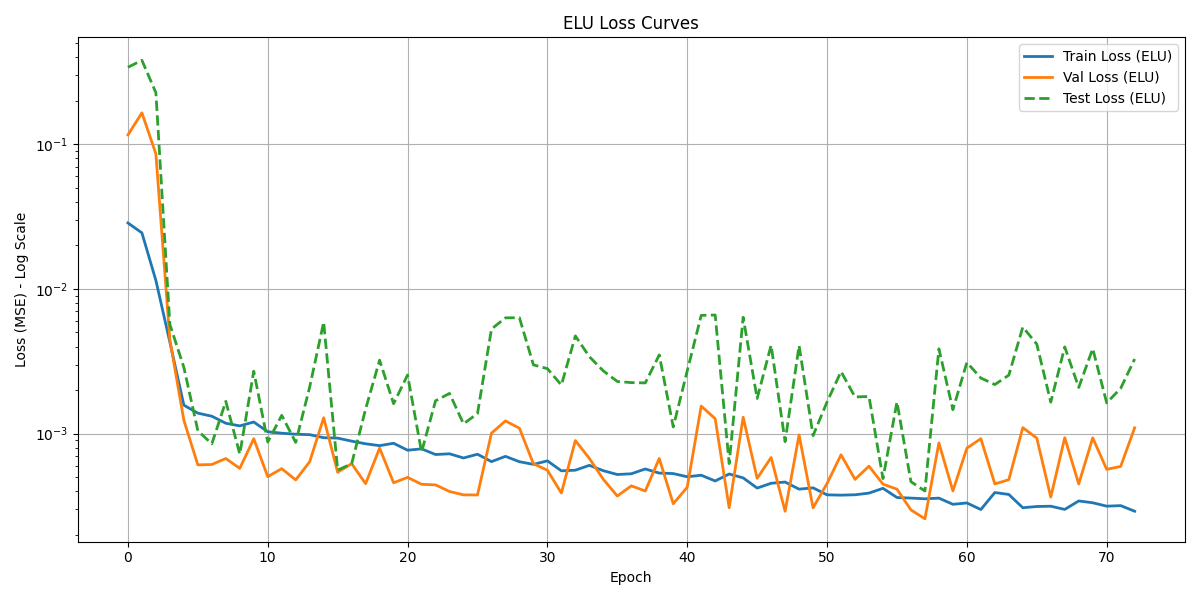 ELU Loss Curves
Train Loss (ELU)
Val Loss (ELU)
Test Loss (ELU)
Loss (MSE) - Log Scale
10⁻¹
10⁻²
10⁻³
0 10 20 30 40 50 60 70
Epoch